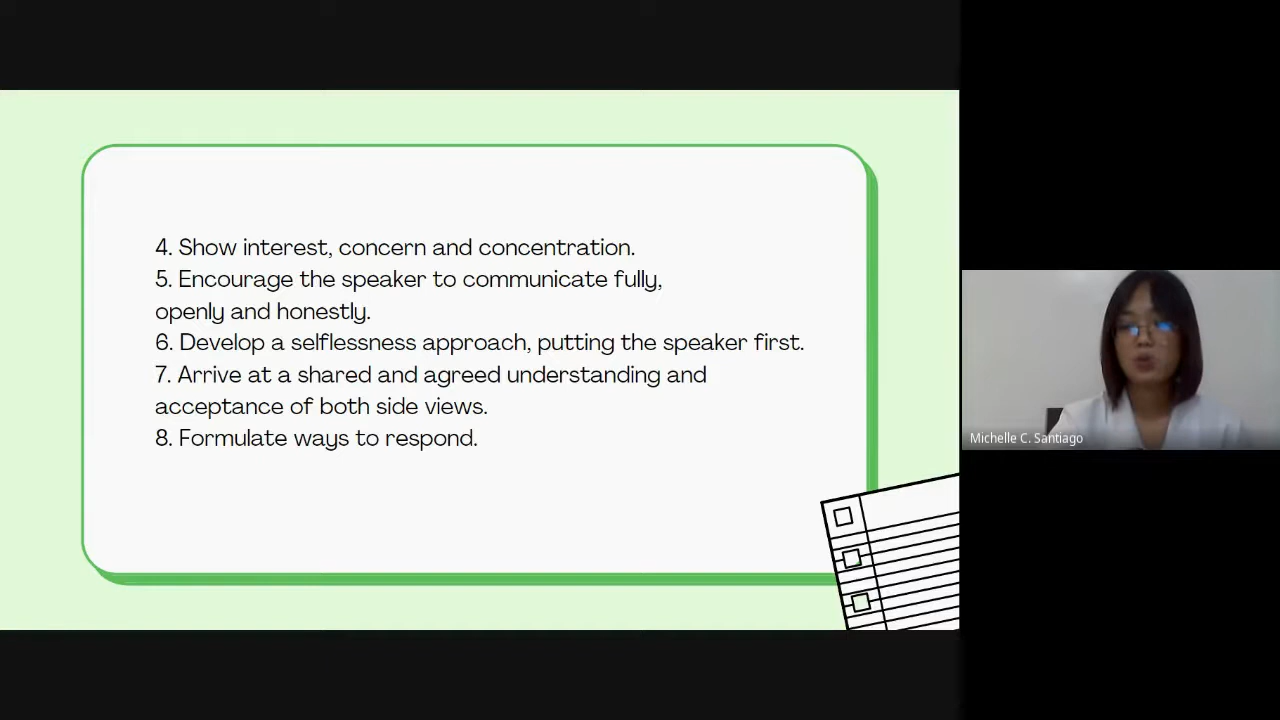 4. Show interest, concern and concentration.
5. Encourage the speaker to communicate fully,
openly and honestly.
6. Develop a selflessness approach, putting the speaker first.
7. Arrive at a shared and agreed understanding and
acceptance of both side views.
8. Formulate ways to respond.
Michelle C. Santiago